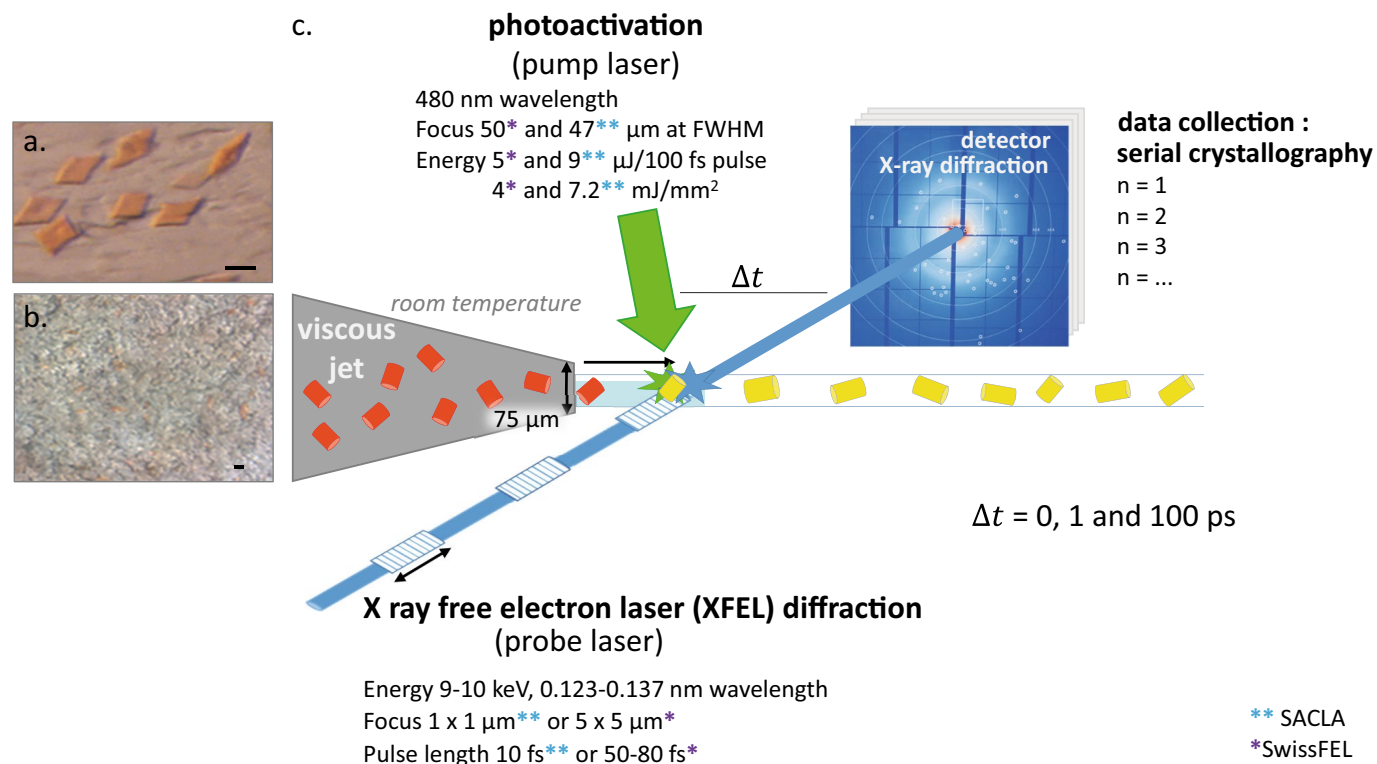 c.
photoactivation
(pump laser)
480 nm wavelength
Focus 50* and 47** µm at FWHM
Energy 5* and 9** µJ/100 fs pulse
4* and 7.2** mJ/mm²
a.
b.
detector
X-ray diffraction
data collection :
serial crystallography
n = 1
n = 2
n = 3
n = ...
Δt
room temperature
viscous
jet
75 µm
Δt = 0, 1 and 100 ps
X ray free electron laser (XFEL) diffraction
(probe laser)
Energy 9-10 keV, 0.123-0.137 nm wavelength
Focus 1 x 1 µm** or 5 x 5 µm*
Pulse length 10 fs** or 50-80 fs*
** SACLA
*SwissFEL